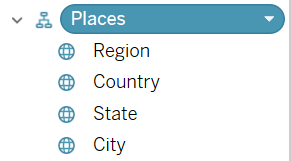 Places
Region
Country
State
City